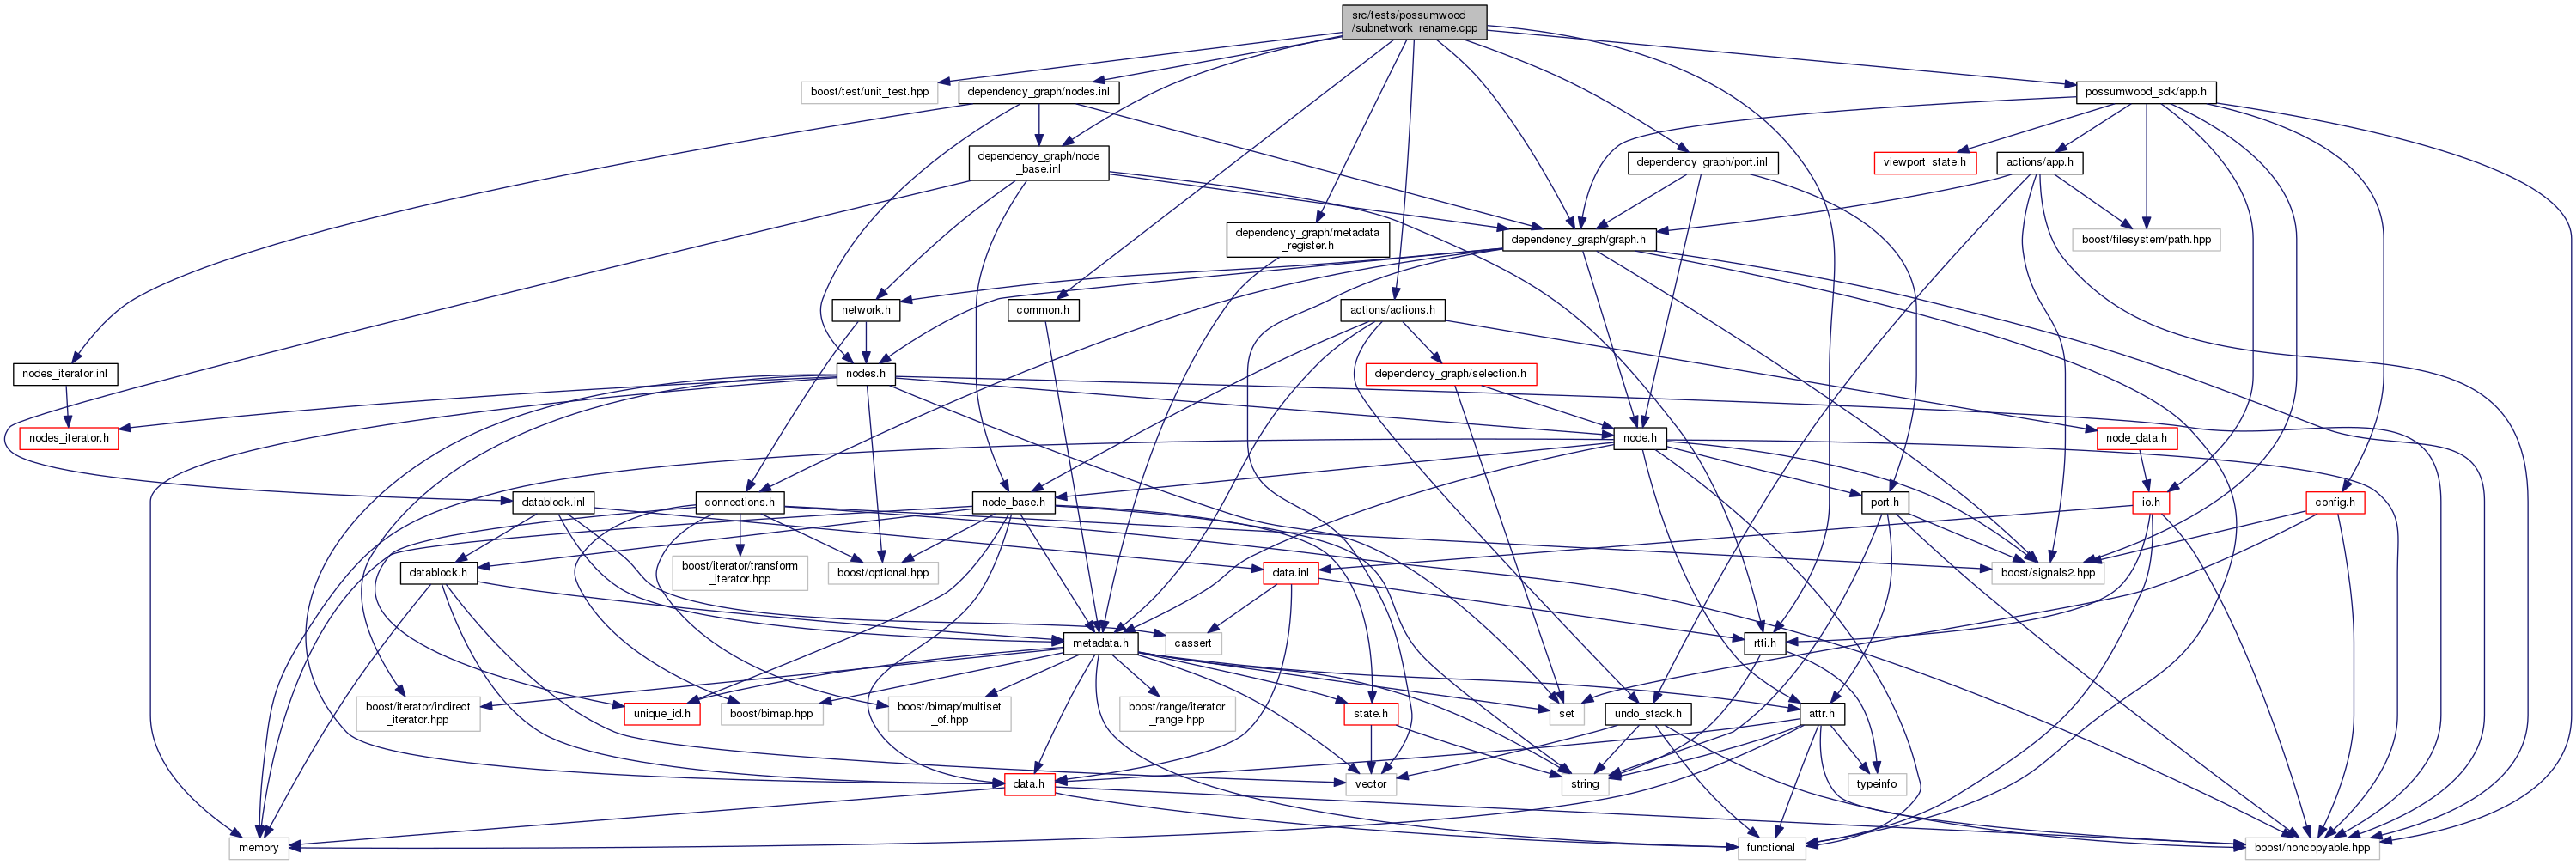 src/tests/possumwood
/subnetwork_rename.cpp
boost/test/unit_test.hpp
dependency_graph/nodes.inl
possumwood_sdk/app.h
dependency_graph/node
_base.inl
dependency_graph/port.inl
viewport_state.h
actions/app.h
dependency_graph/metadata
_register.h
dependency_graph/graph.h
boost/filesystem/path.hpp
network.h
common.h
actions/actions.h
nodes_iterator.inl
nodes.h
dependency_graph/selection.h
nodes_iterator.h
node.h
node_data.h
datablock.inl
connections.h
node_base.h
port.h
io.h
config.h
datablock.h
boost/iterator/transform
_iterator.hpp
boost/optional.hpp
data.inl
boost/signals2.hpp
metadata.h
cassert
rtti.h
boost/iterator/indirect
_iterator.hpp
unique_id.h
boost/bimap.hpp
boost/bimap/multiset
_of.hpp
boost/range/iterator
_range.hpp
state.h
set
undo_stack.h
attr.h
data.h
vector
string
typeinfo
memory
functional
boost/noncopyable.hpp